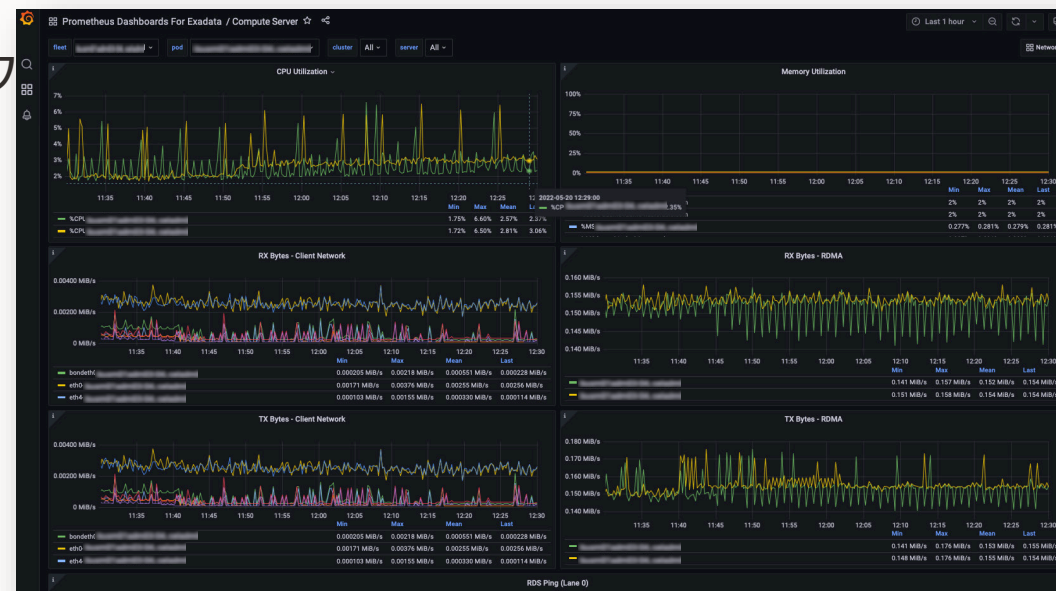 Prometheus Dashboards For Exadata / Compute Server
Last 1 hour
fleet
pod
cluster All
server All
CPU Utilization
7%
6%
5%
4%
3%
2%
11:35 11:40 11:45 11:50 11:55 12:00 12:05 12:10 12:15 12:20 12:25
Min Max Mean
%CPU 1.75% 6.60% 2.57% 2.37%
%CPU 1.72% 6.50% 2.81% 3.06%
2022-05-20 12:29:00
Memory Utilization
100%
75%
50%
25%
0%
11:35 11:40 11:45 11:50 11:55 12:00 12:05 12:10 12:15 12:20 12:25 12:30
Min Max Mean Last
2% 2% 2% 2%
2% 2% 2% 2%
0.277% 0.281% 0.279% 0.281%
RX Bytes - Client Network
0.00400 MiB/s
0.00200 MiB/s
0 MiB/s
11:35 11:40 11:45 11:50 11:55 12:00 12:05 12:10 12:15 12:20 12:25 12:30
Min Max Mean Last
bondeth0 0.000205 MiB/s 0.00218 MiB/s 0.000551 MiB/s 0.000228 MiB/s
eth0 0.00171 MiB/s 0.00376 MiB/s 0.00255 MiB/s 0.00256 MiB/s
eth4 0.000103 MiB/s 0.00155 MiB/s 0.000330 MiB/s 0.000114 MiB/s
RX Bytes - RDMA
0.160 MiB/s
0.155 MiB/s
0.150 MiB/s
0.145 MiB/s
0.140 MiB/s
11:35 11:40 11:45 11:50 11:55 12:00 12:05 12:10 12:15 12:20 12:25 12:30
Min Max Mean Last
0.141 MiB/s 0.157 MiB/s 0.152 MiB/s 0.154 MiB/s
0.151 MiB/s 0.158 MiB/s 0.154 MiB/s 0.154 MiB/s
TX Bytes - Client Network
0.00400 MiB/s
0.00200 MiB/s
0 MiB/s
11:35 11:40 11:45 11:50 11:55 12:00 12:05 12:10 12:15 12:20 12:25 12:30
Min Max Mean Last
bondeth0 0.000205 MiB/s 0.00218 MiB/s 0.000551 MiB/s 0.000228 MiB/s
eth0 0.00171 MiB/s 0.00376 MiB/s 0.00255 MiB/s 0.00256 MiB/s
eth4 0.000103 MiB/s 0.00155 MiB/s 0.000330 MiB/s 0.000114 MiB/s
TX Bytes - RDMA
0.180 MiB/s
0.170 MiB/s
0.160 MiB/s
0.150 MiB/s
0.140 MiB/s
11:35 11:40 11:45 11:50 11:55 12:00 12:05 12:10 12:15 12:20 12:25 12:30
Min Max Mean Last
0.141 MiB/s 0.176 MiB/s 0.153 MiB/s 0.155 MiB/s
0.148 MiB/s 0.176 MiB/s 0.155 MiB/s 0.154 MiB/s
RDS Ping (Lane 0)